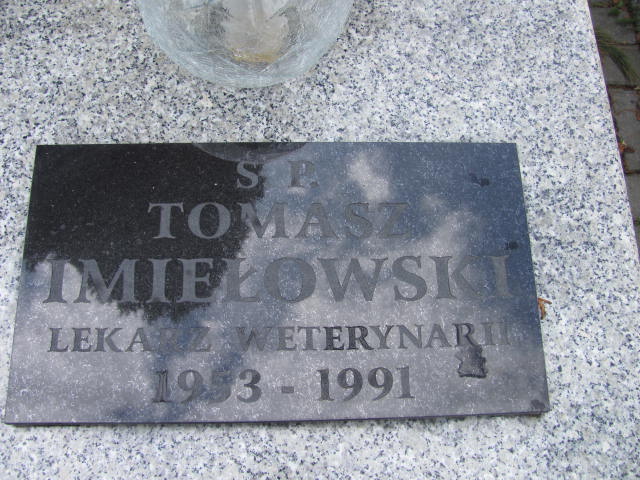 Ś. P.
TOMASZ
IMIEŁOWSKI
LEKARZ WETERYNARII
1953 - 1991